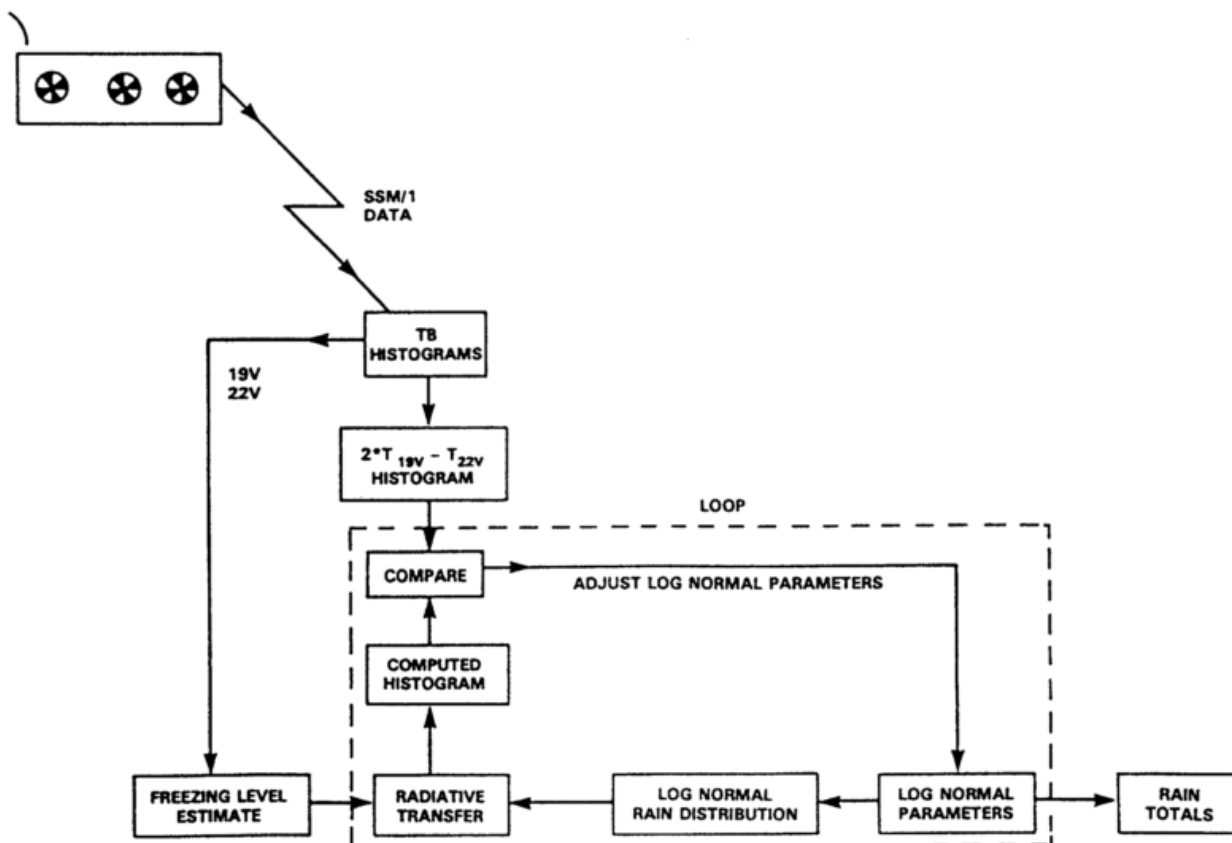 SSM/1
DATA
TB
HISTOGRAMS
19V
22V
2*T 19V - T22V
HISTOGRAM
LOOP
COMPARE
ADJUST LOG NORMAL PARAMETERS
COMPUTED
HISTOGRAM
FREEZING LEVEL
ESTIMATE
RADIATIVE
TRANSFER
LOG NORMAL
RAIN DISTRIBUTION
LOG NORMAL
PARAMETERS
RAIN
TOTALS